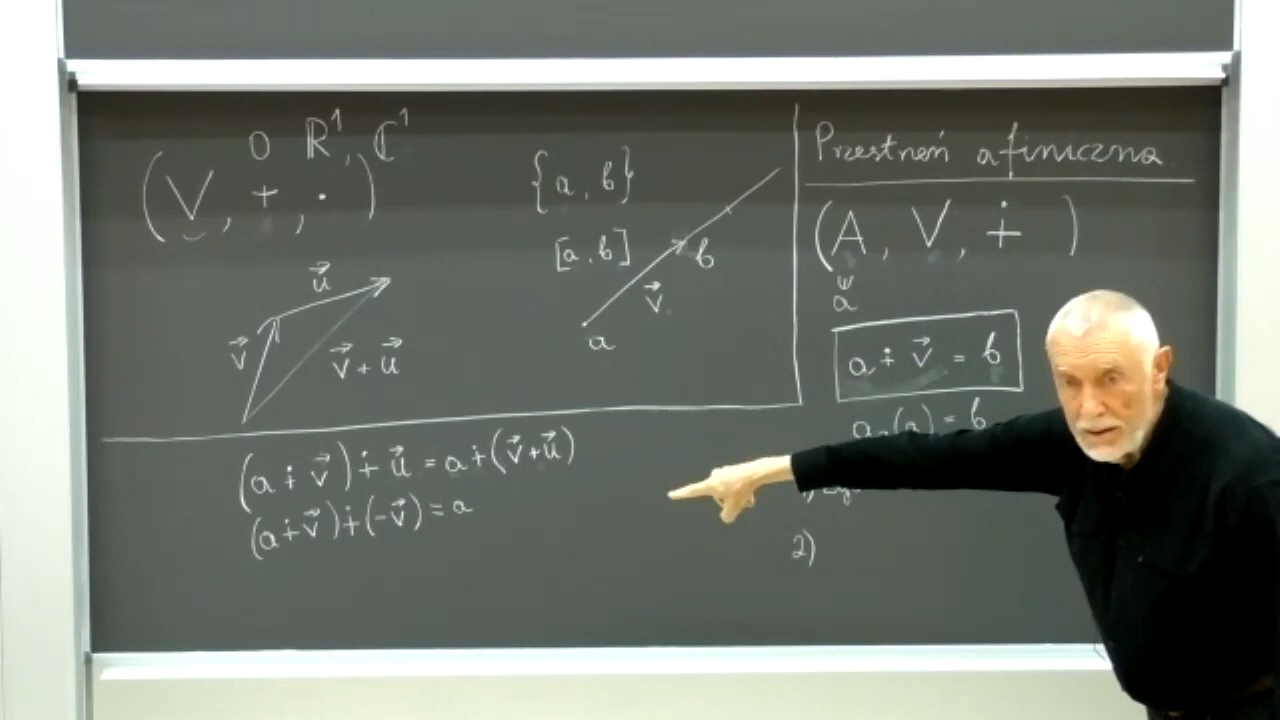 0 ℝ¹, ℂ¹
(V, +, ·)
u⃗
v⃗
v⃗ + u⃗
{a, b}
[a, b]
b
v⃗
a
Przestrzeń afiniczna
(A, V, ∔ )
ψ
a
a ∔ v⃗ = b
(a) = b
(a ∔ v⃗) ∔ u⃗ = a ∔ (v⃗ + u⃗)
(a ∔ v⃗) ∔ (-v⃗) = a
2)